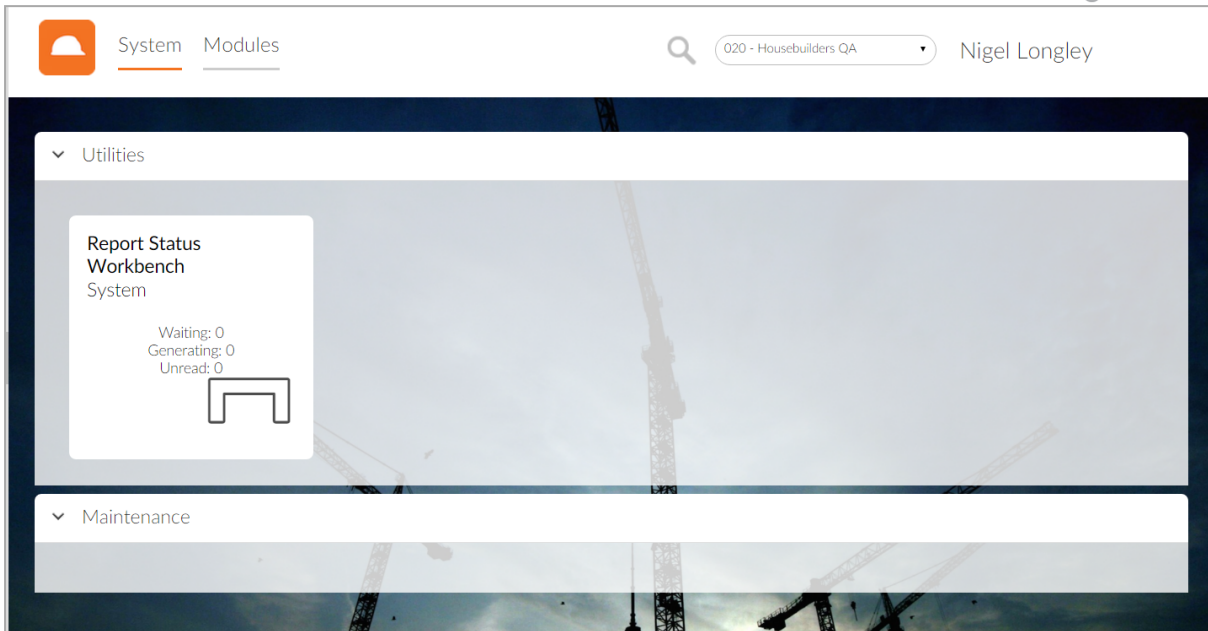 System Modules
020 - Housebuilders QA
Nigel Longley
Utilities
Report Status
Workbench
System
Waiting: 0
Generating: 0
Unread: 0
Maintenance